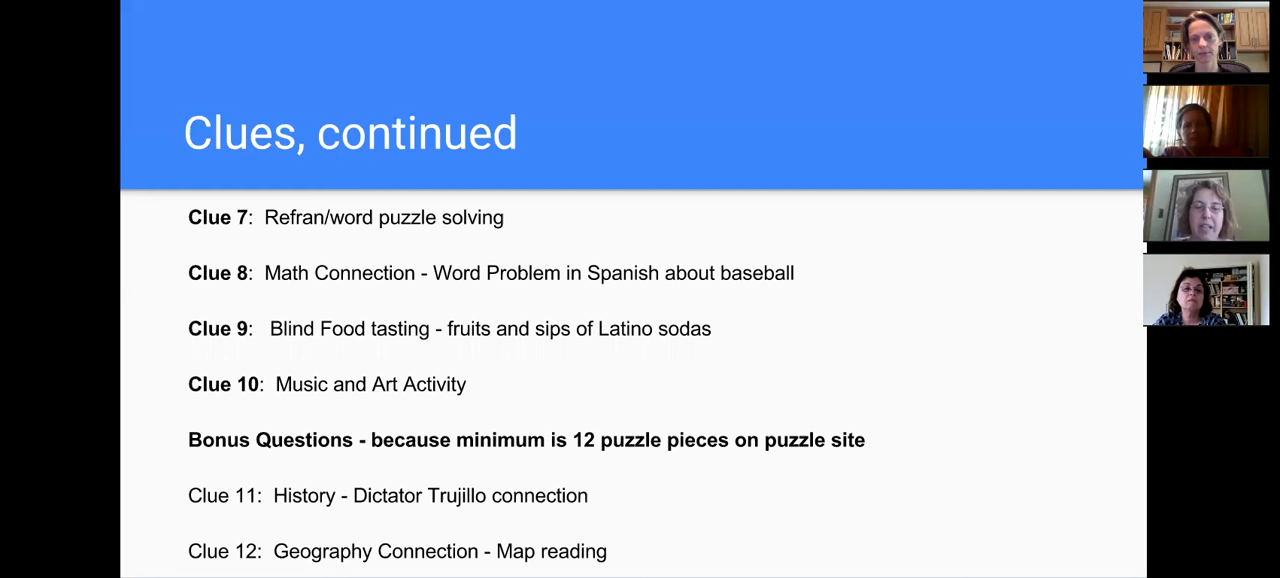 Clues, continued
Clue 7:  Refran/word puzzle solving
Clue 8:  Math Connection - Word Problem in Spanish about baseball
Clue 9:   Blind Food tasting - fruits and sips of Latino sodas
Clue 10:  Music and Art Activity
Bonus Questions - because minimum is 12 puzzle pieces on puzzle site
Clue 11:  History - Dictator Trujillo connection
Clue 12:  Geography Connection - Map reading